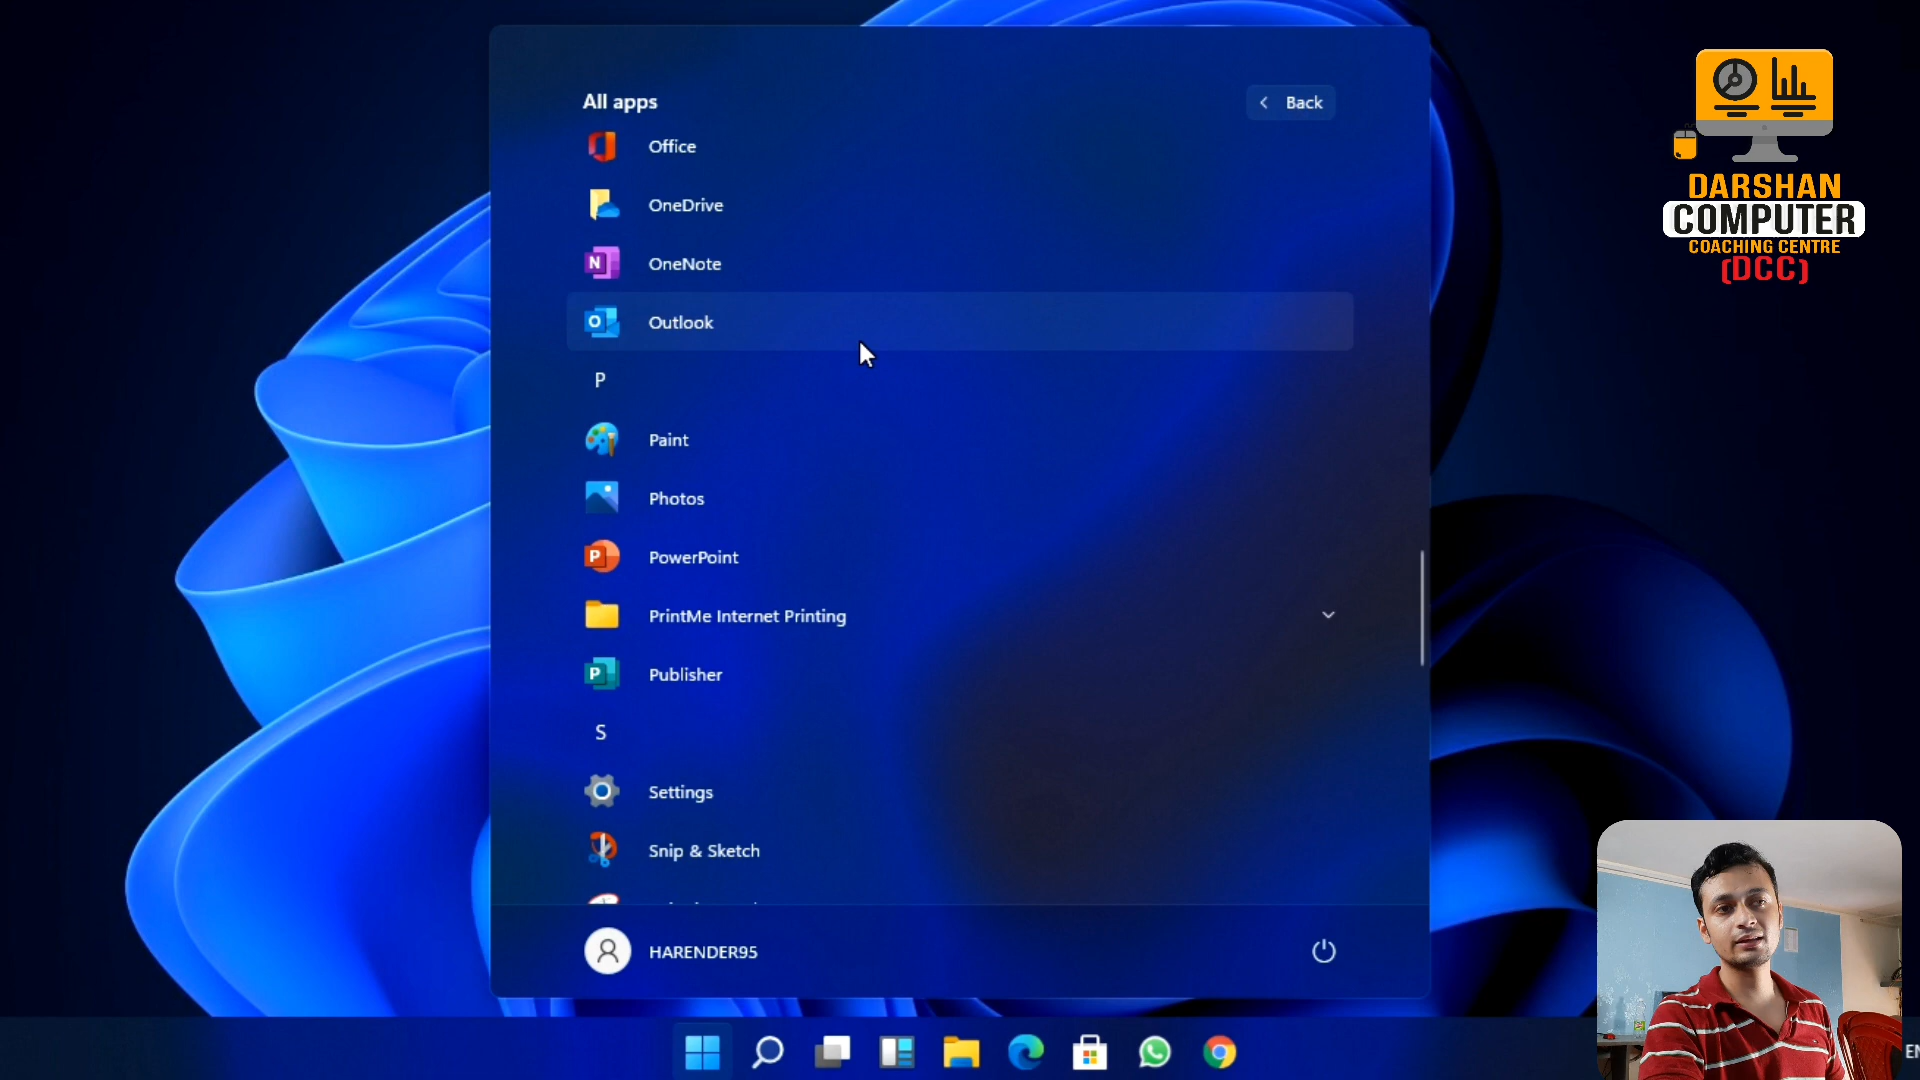 All apps
Back
Office
OneDrive
OneNote
Outlook
P
Paint
Photos
PowerPoint
PrintMe Internet Printing
Publisher
S
Settings
Snip & Sketch
HARENDER95
DARSHAN
COMPUTER
COACHING CENTRE
(DCC)